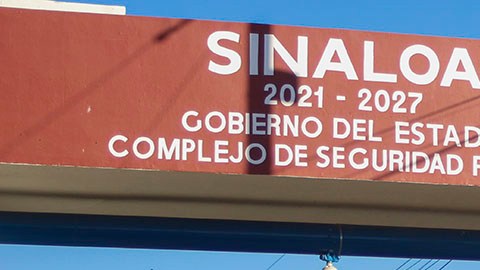 SINALOA
2021 - 2027
GOBIERNO DEL ESTAD
COMPLEJO DE SEGURIDAD P